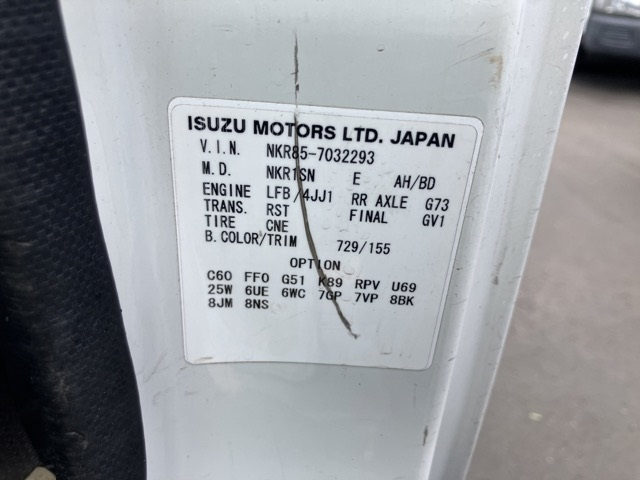 ISUZU MOTORS LTD. JAPAN
V.I.N. NKR85-7032293
M.D. NKR1SN E AH/BD
ENGINE LFB /4JJ1 RR AXLE G73
TRANS. RST FINAL GV1
TIRE CNE
B.COLOR/TRIM 729/155
OPTION
C60 FF0 G51 K89 RPV U69
25W 6UE 6WC 7GP 7VP 8BK
8JM 8NS